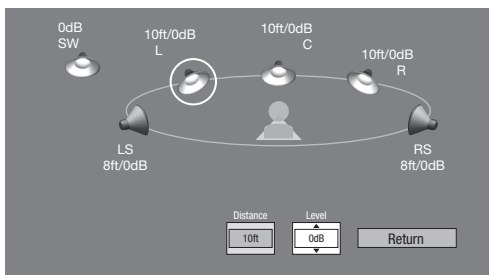 0dB
SW
10ft/0dB
L
10ft/0dB
C
10ft/0dB
R
LS
8ft/0dB
RS
8ft/0dB
Distance
10ft
Level
0dB
Return